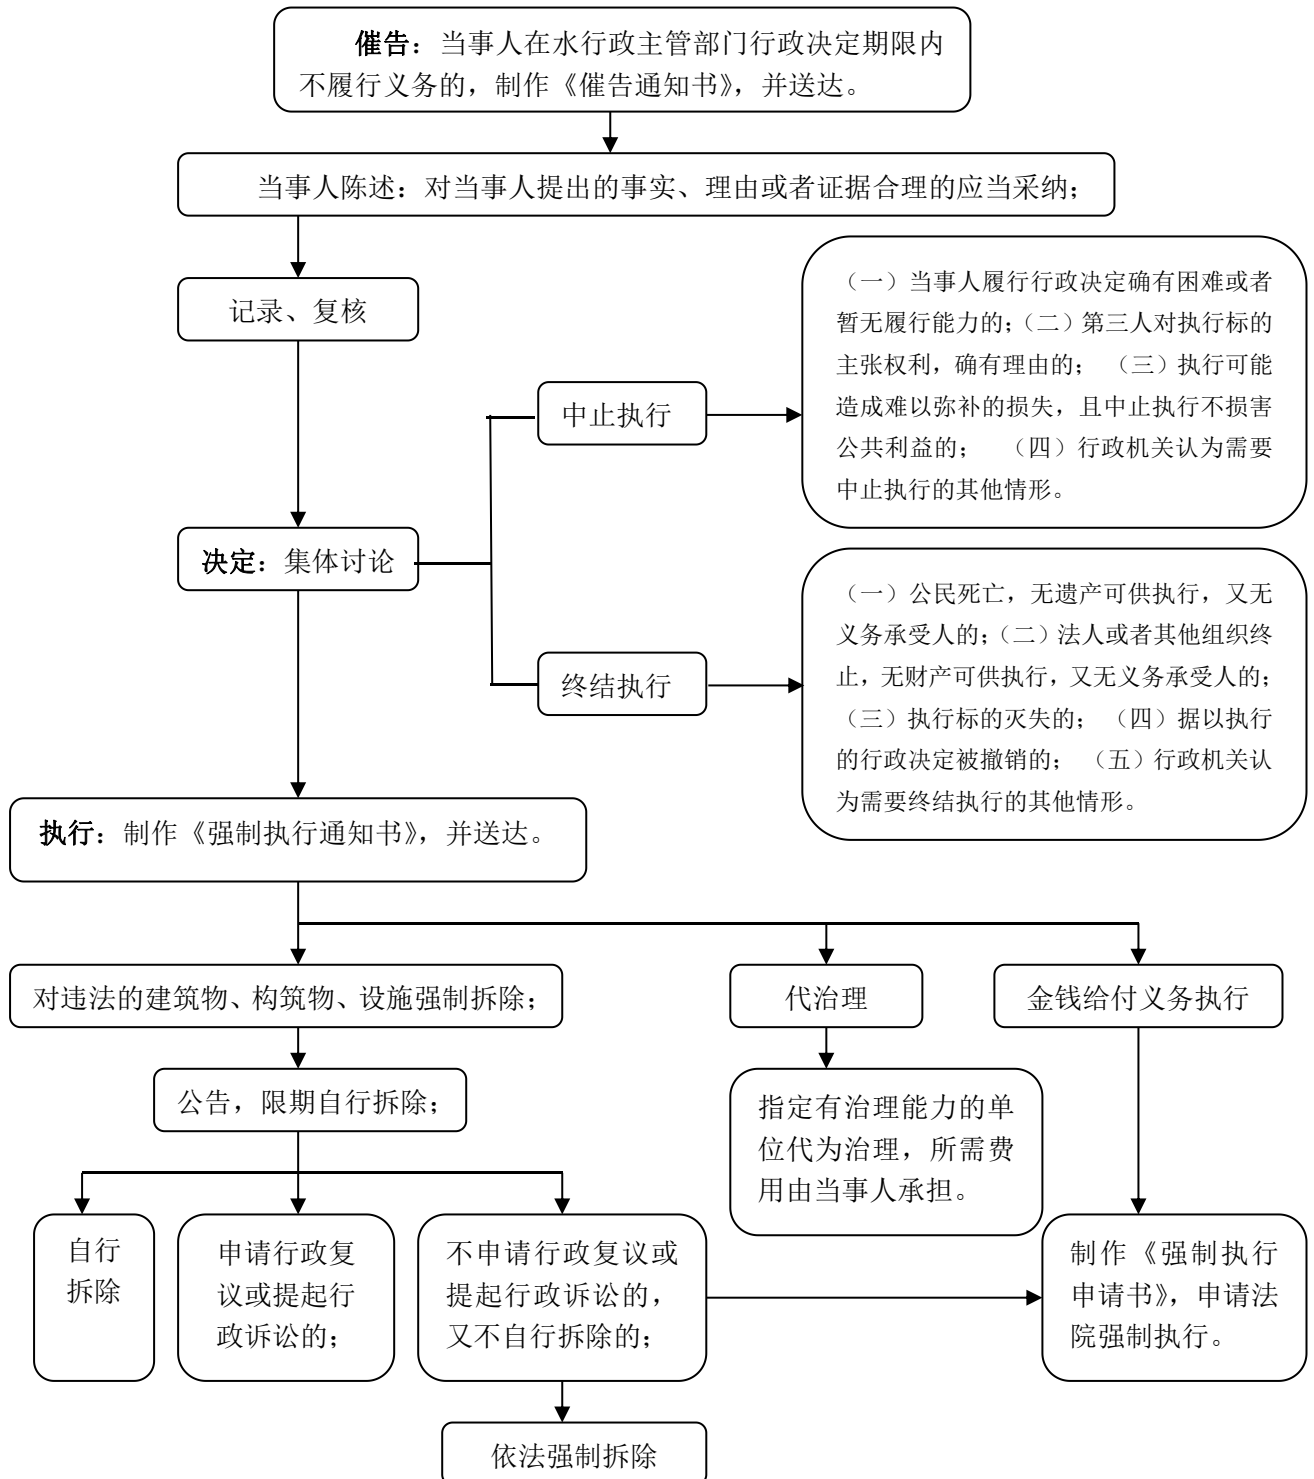 催告：当事人在水行政主管部门行政决定期限内
不履行义务的，制作《催告通知书》，并送达。
当事人陈述：对当事人提出的事实、理由或者证据合理的应当采纳；
记录、复核
（一）当事人履行行政决定确有困难或者
暂无履行能力的；（二）第三人对执行标的
主张权利，确有理由的； （三）执行可能
造成难以弥补的损失，且中止执行不损害
公共利益的； （四）行政机关认为需要
中止执行的其他情形。
中止执行
决定：集体讨论
终结执行
（一）公民死亡，无遗产可供执行，又无
义务承受人的；（二）法人或者其他组织终
止，无财产可供执行，又无义务承受人的；
（三）执行标的灭失的； （四）据以执行
的行政决定被撤销的； （五）行政机关认
为需要终结执行的其他情形。
执行：制作《强制执行通知书》，并送达。
对违法的建筑物、构筑物、设施强制拆除；
代治理
金钱给付义务执行
公告，限期自行拆除；
指定有治理能力的单
位代为治理，所需费
用由当事人承担。
自行
拆除
申请行政复
议或提起行
政诉讼的；
不申请行政复议或
提起行政诉讼的，
又不自行拆除的；
制作《强制执行
申请书》，申请法
院强制执行。
依法强制拆除